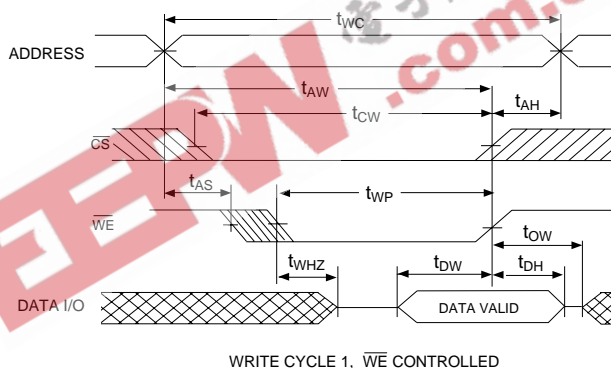 tWC
ADDRESS
tAW
tAH
tCW
CS
tAS
tWP
WE
tOW
tWHZ
tDW
tDH
DATA I/O
DATA VALID
WRITE CYCLE 1, WE CONTROLLED
EEPW.com.c